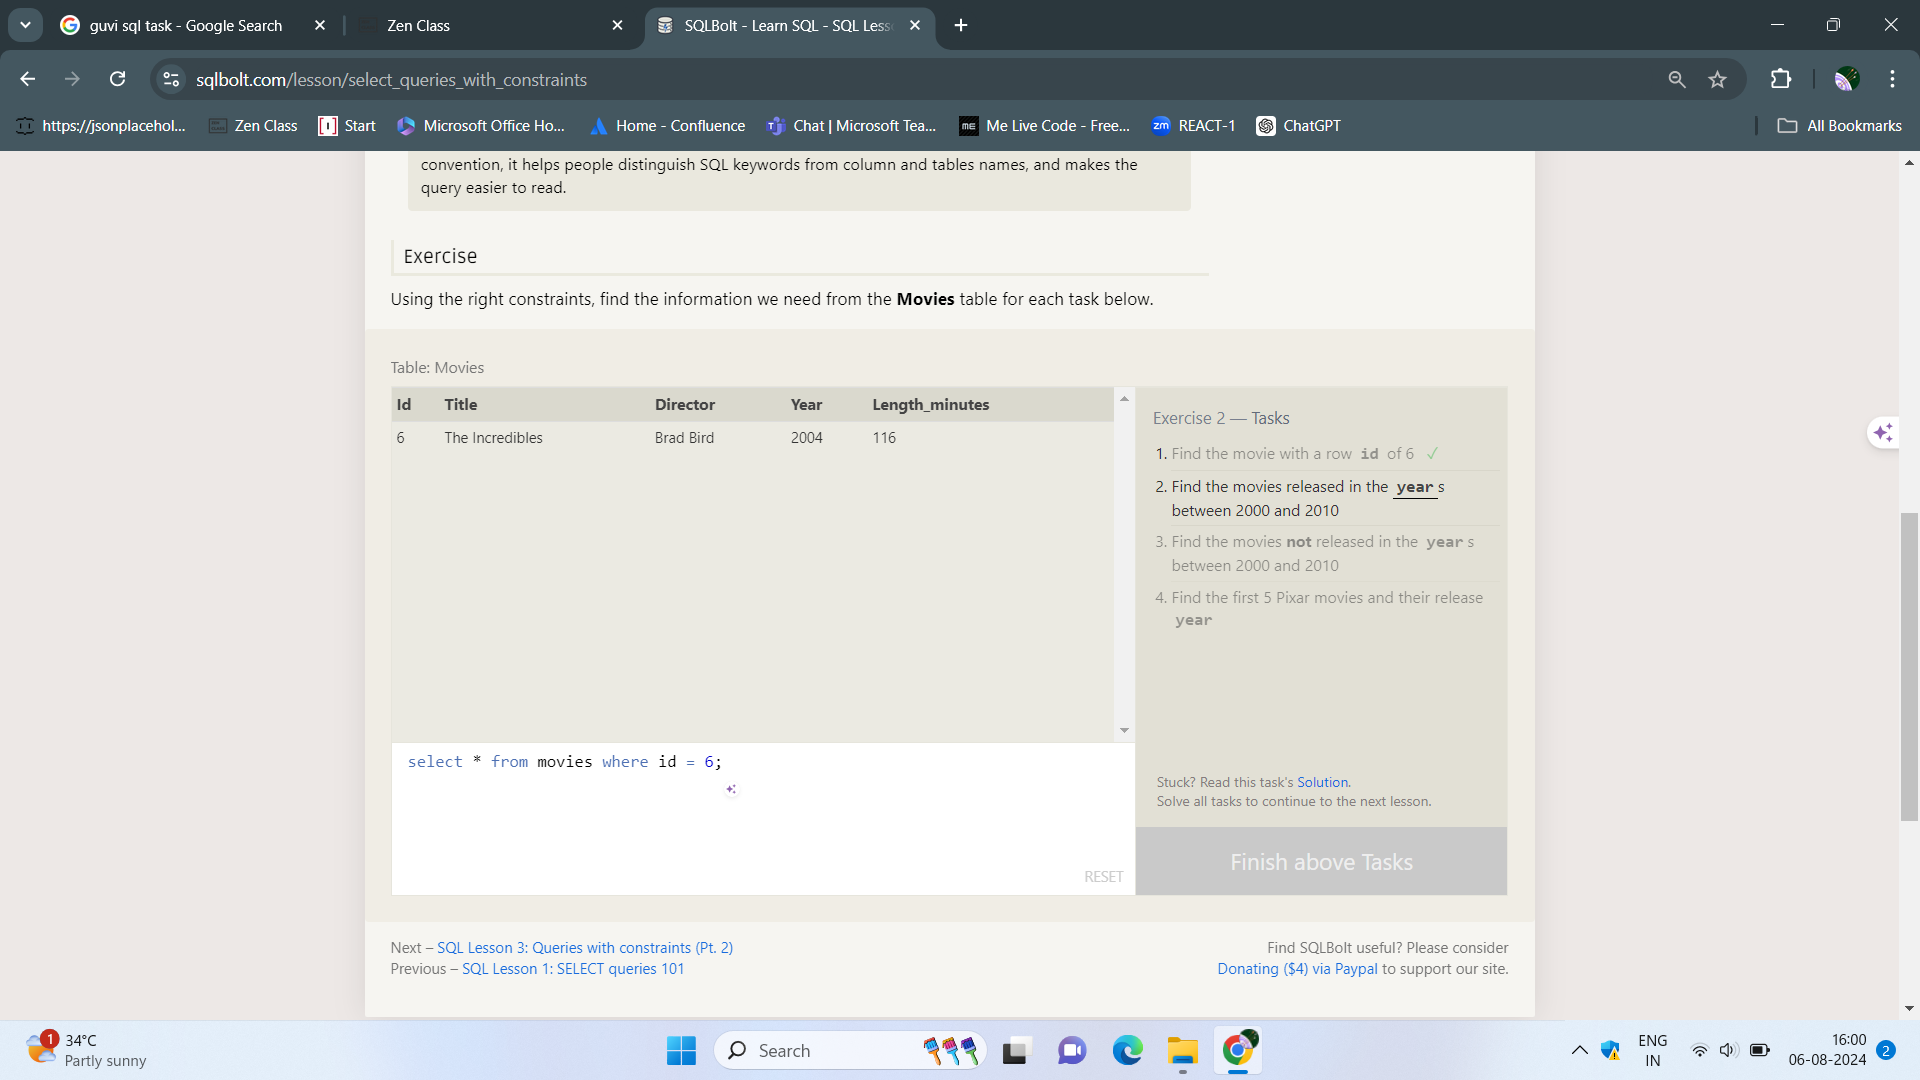 guvi sql task - Google Search
Zen Class
SQLBolt - Learn SQL - SQL Less
sqlbolt.com/lesson/select_queries_with_constraints
https://jsonplacehol...
Zen Class
Start
Microsoft Office Ho...
Home - Confluence
Chat | Microsoft Tea...
ME
Me Live Code - Free...
zm
REACT-1
ChatGPT
All Bookmarks
convention, it helps people distinguish SQL keywords from column and tables names, and makes the
query easier to read.
Exercise
Using the right constraints, find the information we need from the Movies table for each task below.
Table: Movies
Id Title Director Year Length_minutes
6 The Incredibles Brad Bird 2004 116
Exercise 2 — Tasks
1. Find the movie with a row id of 6 ✓
2. Find the movies released in the year s
between 2000 and 2010
3. Find the movies not released in the year s
between 2000 and 2010
4. Find the first 5 Pixar movies and their release
year
select * from movies where id = 6;
RESET
Stuck? Read this task's Solution.
Solve all tasks to continue to the next lesson.
Finish above Tasks
Next – SQL Lesson 3: Queries with constraints (Pt. 2)
Previous – SQL Lesson 1: SELECT queries 101
Find SQLBolt useful? Please consider
Donating ($4) via Paypal to support our site.
1
34°C
Partly sunny
Search
ENG
IN
16:00
06-08-2024
2